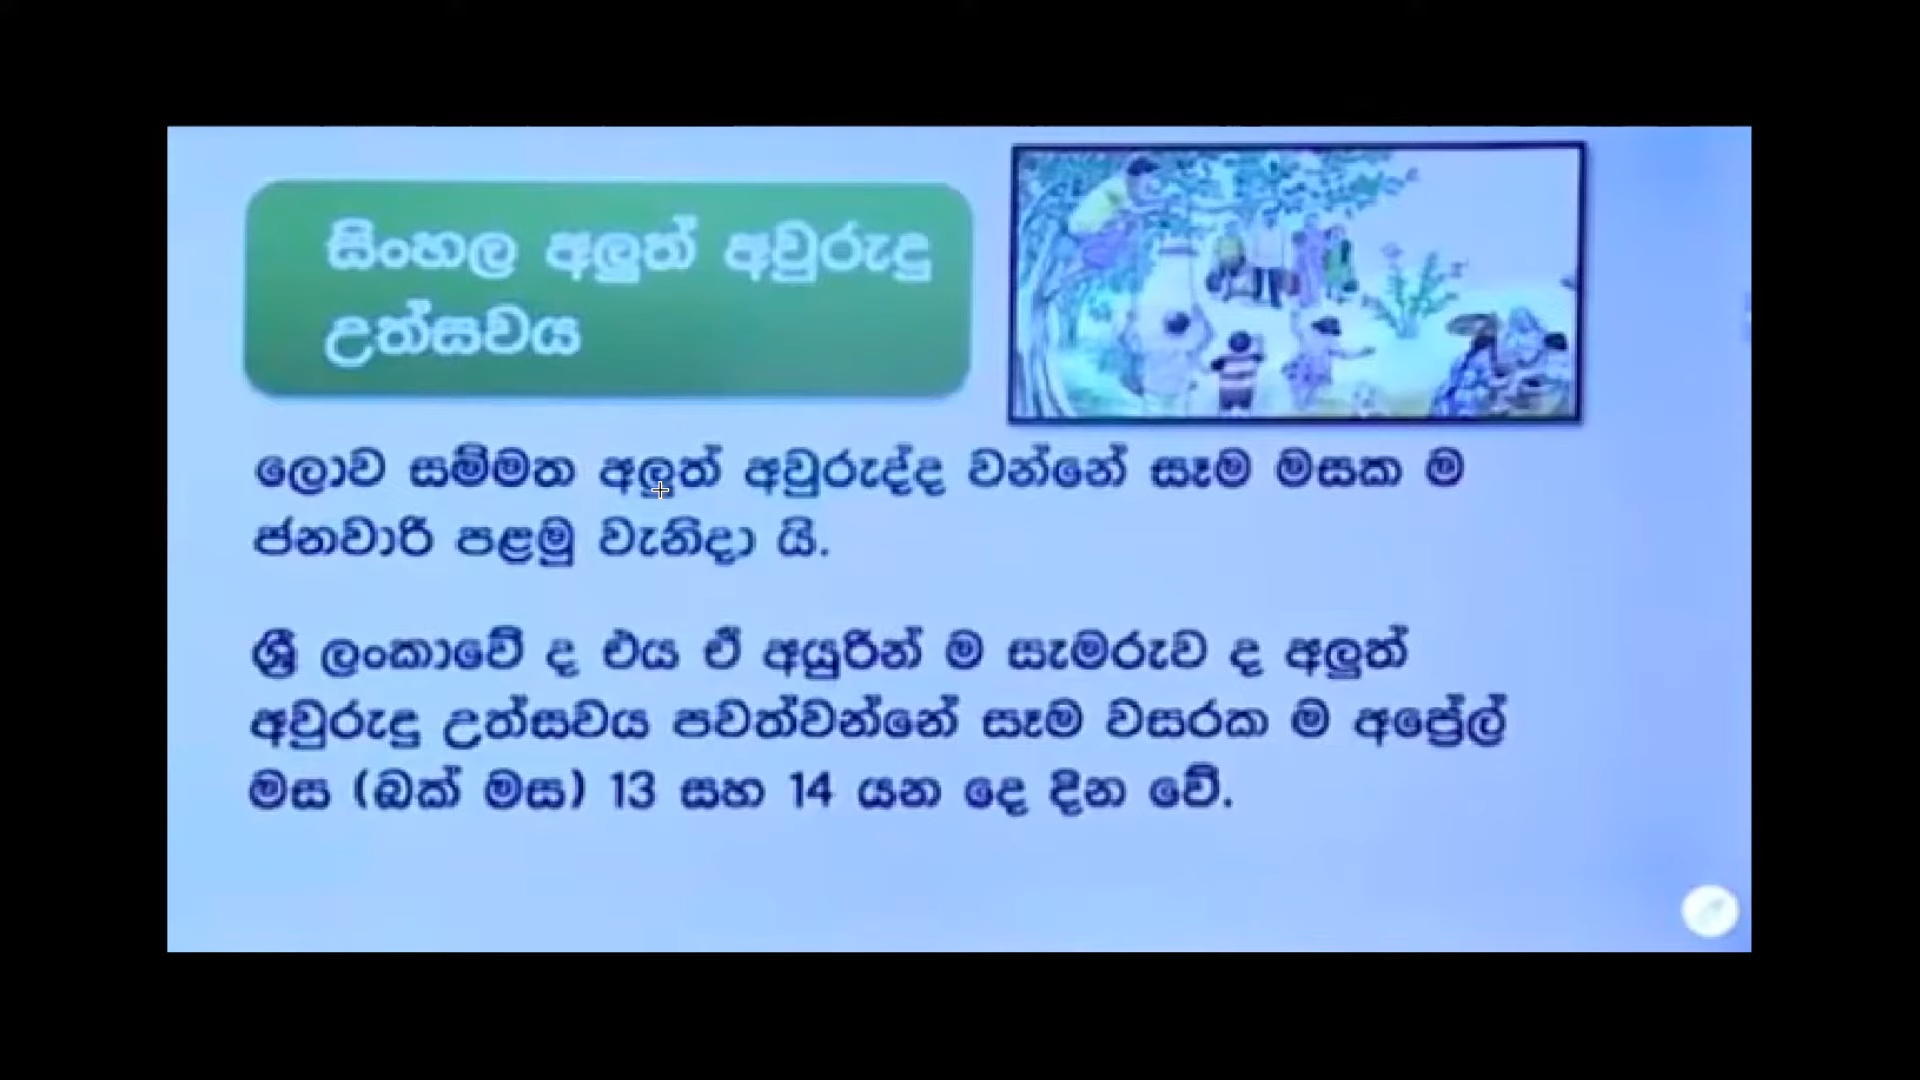 සිංහල අලුත් අවුරුදු
උත්සවය
ලොව සම්මත අලුත් අවුරුද්ද වන්නේ සෑම මසක ම
ජනවාරි පළමු වැනිදා යි.
ශ්‍රී ලංකාවේ ද එය ඒ අයුරින් ම සැමරුව ද අලුත්
අවුරුදු උත්සවය පවත්වන්නේ සෑම වසරක ම අප්‍රේල්
මස (බක් මස) 13 සහ 14 යන දෙ දින වේ.